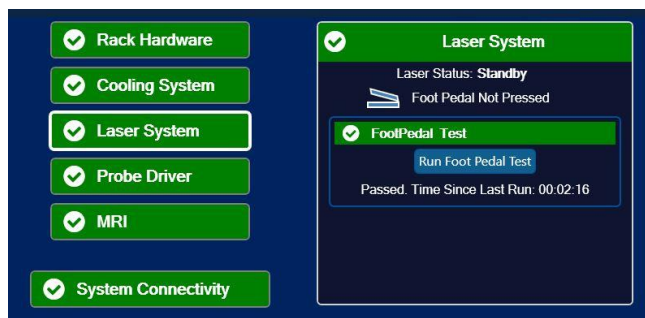 Rack Hardware
Cooling System
Laser System
Probe Driver
MRI
System Connectivity
Laser System
Laser Status: Standby
Foot Pedal Not Pressed
FootPedal Test
Run Foot Pedal Test
Passed. Time Since Last Run: 00:02:16